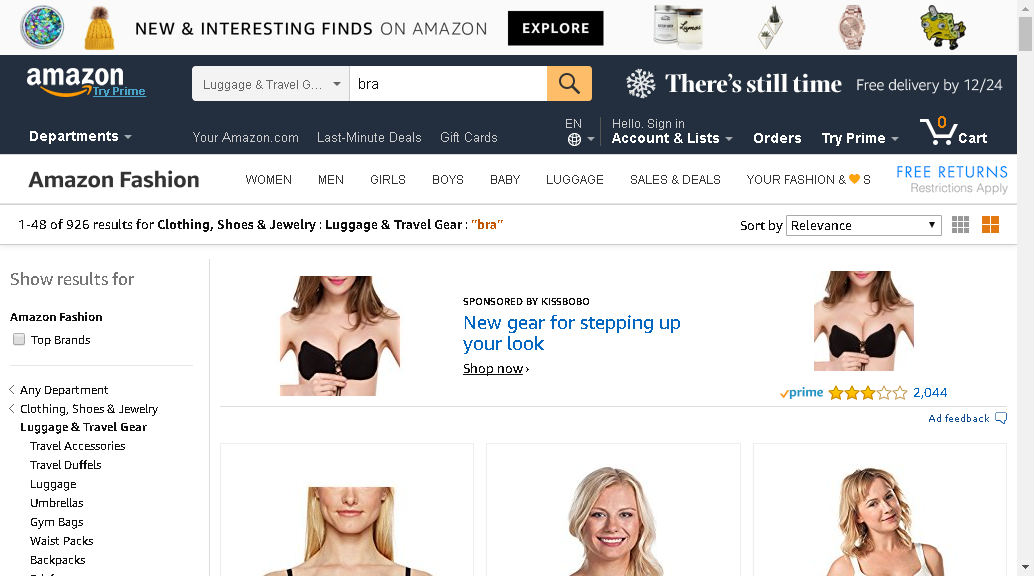 NEW & INTERESTING FINDS ON AMAZON EXPLORE
amazon
Try Prime
Luggage & Travel G...
bra
There's still time Free delivery by 12/24
Departments
Your Amazon.com
Last-Minute Deals
Gift Cards
EN
Hello. Sign in
Account & Lists
Orders
Try Prime
0
Cart
Amazon Fashion
WOMEN
MEN
GIRLS
BOYS
BABY
LUGGAGE
SALES & DEALS
YOUR FASHION & 🧡 S
FREE RETURNS
Restrictions Apply
1-48 of 926 results for Clothing, Shoes & Jewelry : Luggage & Travel Gear : "bra"
Sort by Relevance
Show results for
Amazon Fashion
Top Brands
Any Department
Clothing, Shoes & Jewelry
Luggage & Travel Gear
Travel Accessories
Travel Duffels
Luggage
Umbrellas
Gym Bags
Waist Packs
Backpacks
SPONSORED BY KISSBOBO
New gear for stepping up
your look
Shop now ›
prime 2,044
Ad feedback